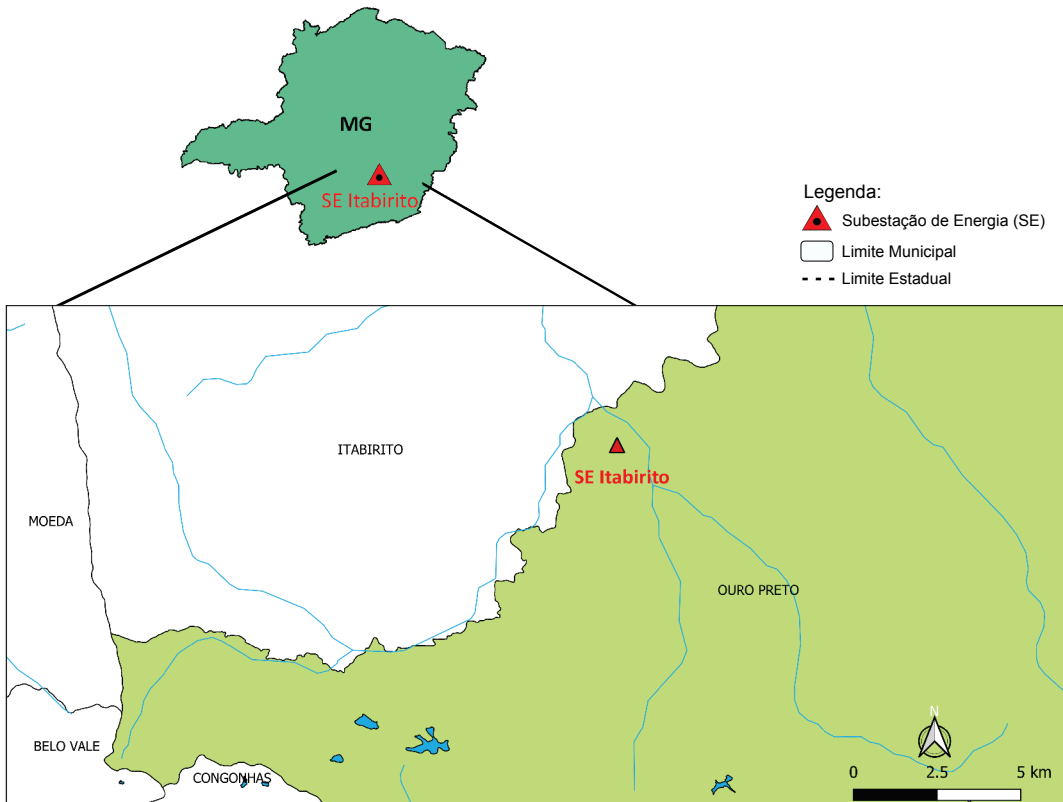 MG
SE Itabirito
Legenda:
Subestação de Energia (SE)
Limite Municipal
Limite Estadual
ITABIRITO
SE Itabirito
MOEDA
OURO PRETO
BELO VALE
CONGONHAS
N
0 2.5 5 km